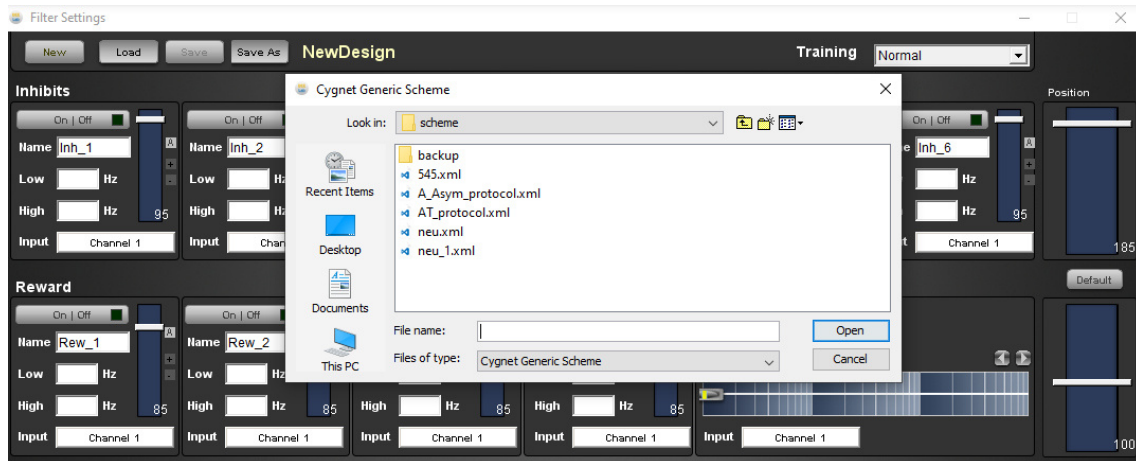 Filter Settings
New Load Save Save As NewDesign Training Normal
Cygnet Generic Scheme
Look in: scheme
Recent Items
Desktop
Documents
This PC
backup
545.xml
A_Asym_protocol.xml
AT_protocol.xml
neu.xml
neu_1.xml
File name: Open
Files of type: Cygnet Generic Scheme Cancel
Inhibits Position
On | Off On | Off On | Off
Name Inh_1 A Name Inh_2 Inh_6 A
Low Hz Low Hz Hz
High Hz 95 High Hz 95
Input Channel 1 Input Channel 1
185
Reward Default
On | Off On | Off
Name Rew_1 A Name Rew_2
Low Hz Low
High Hz 85 High Hz 85 High Hz 85 High Hz 85
Input Channel 1 Input Channel 1 Input Channel 1 Input Channel 1 Input Channel 1
100